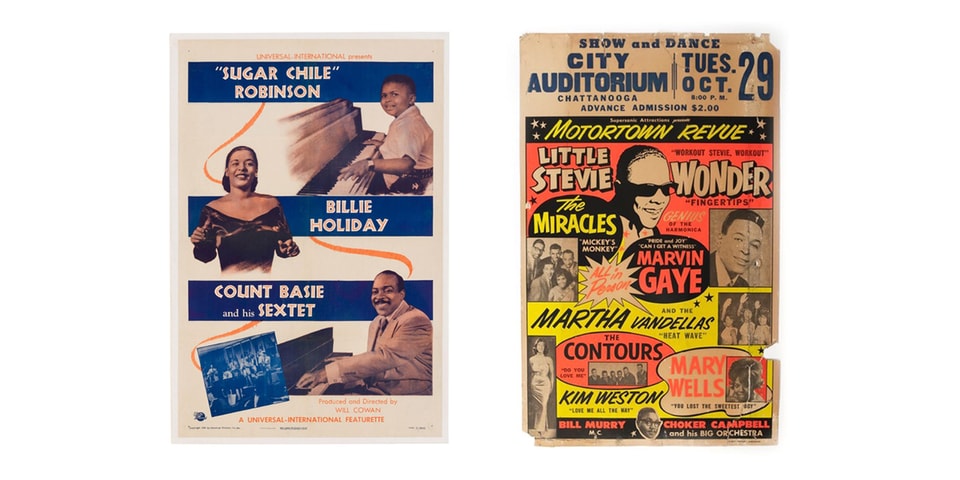 UNIVERSAL-INTERNATIONAL presents
"SUGAR CHILE"
ROBINSON
BILLIE
HOLIDAY
COUNT BASIE
and his SEXTET
Produced and Directed by
WILL COWAN
A UNIVERSAL-INTERNATIONAL FEATURETTE
SHOW and DANCE
CITY
AUDITORIUM
CHATTANOOGA
TUES.
OCT. 29
8:00 P. M.
ADVANCE ADMISSION $2.00
Supersonic Attractions presents
MOTORTOWN REVUE
LITTLE
STEVIE
"WORKOUT STEVIE, WORKOUT"
WONDER
"FINGERTIPS"
GENIUS
OF THE
HARMONICA
The
MIRACLES
"MICKEY'S
MONKEY"
"PRIDE and JOY"
"CAN I GET A WITNESS"
MARVIN
GAYE
All in
Person
MARTHA
AND THE
VANDELLAS
"HEAT WAVE"
THE
CONTOURS
"DO YOU
LOVE ME"
MARY
WELLS
"YOU LOST THE SWEETEST BOY"
KIM WESTON
"LOVE ME ALL THE WAY"
BILL MURRY
M C
CHOKER CAMPBELL
and his BIG ORCHESTRA